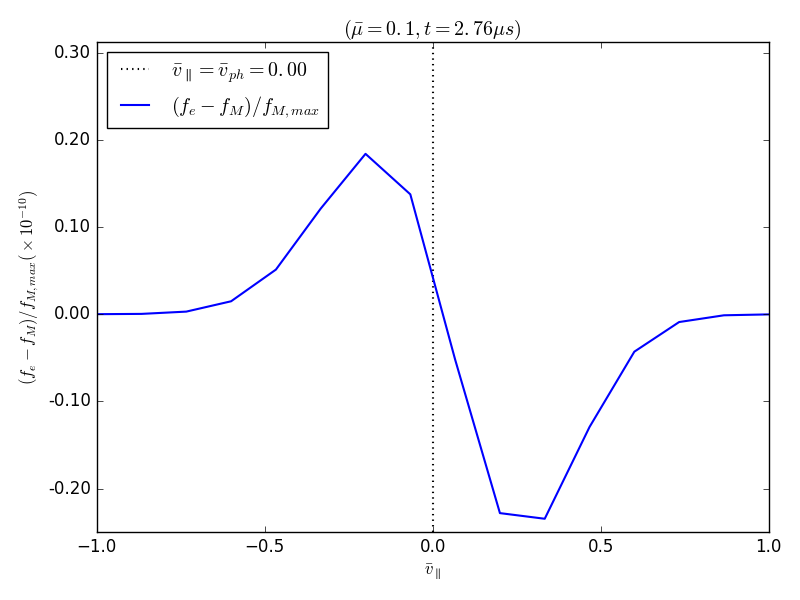 (μ̄ = 0.1, t = 2.76μs)
v̄∥ = v̄ph = 0.00
(fe − fM)/fM,max
0.30
0.20
0.10
0.00
-0.10
-0.20
(fe − fM)/fM,max(×10⁻¹⁰)
−1.0 −0.5 0.0 0.5 1.0
v̄∥